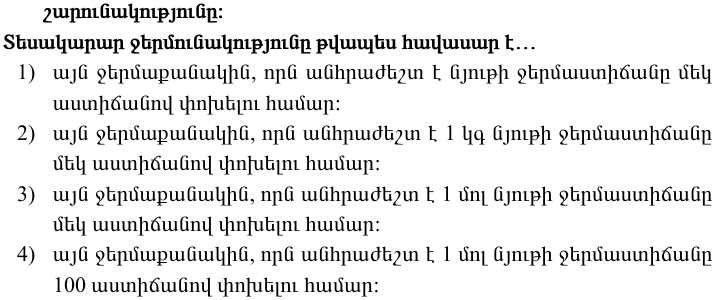 շարունակությունը:
Տեսակարար ջերմունակությունը թվապես հավասար է…
1) այն ջերմաքանակին, որն անհրաժեշտ է նյութի ջերմաստիճանը մեկ
աստիճանով փոխելու համար:
2) այն ջերմաքանակին, որն անհրաժեշտ է 1 կգ նյութի ջերմաստիճանը
մեկ աստիճանով փոխելու համար:
3) այն ջերմաքանակին, որն անհրաժեշտ է 1 մոլ նյութի ջերմաստիճանը
մեկ աստիճանով փոխելու համար:
4) այն ջերմաքանակին, որն անհրաժեշտ է 1 մոլ նյութի ջերմաստիճանը
100 աստիճանով փոխելու համար: